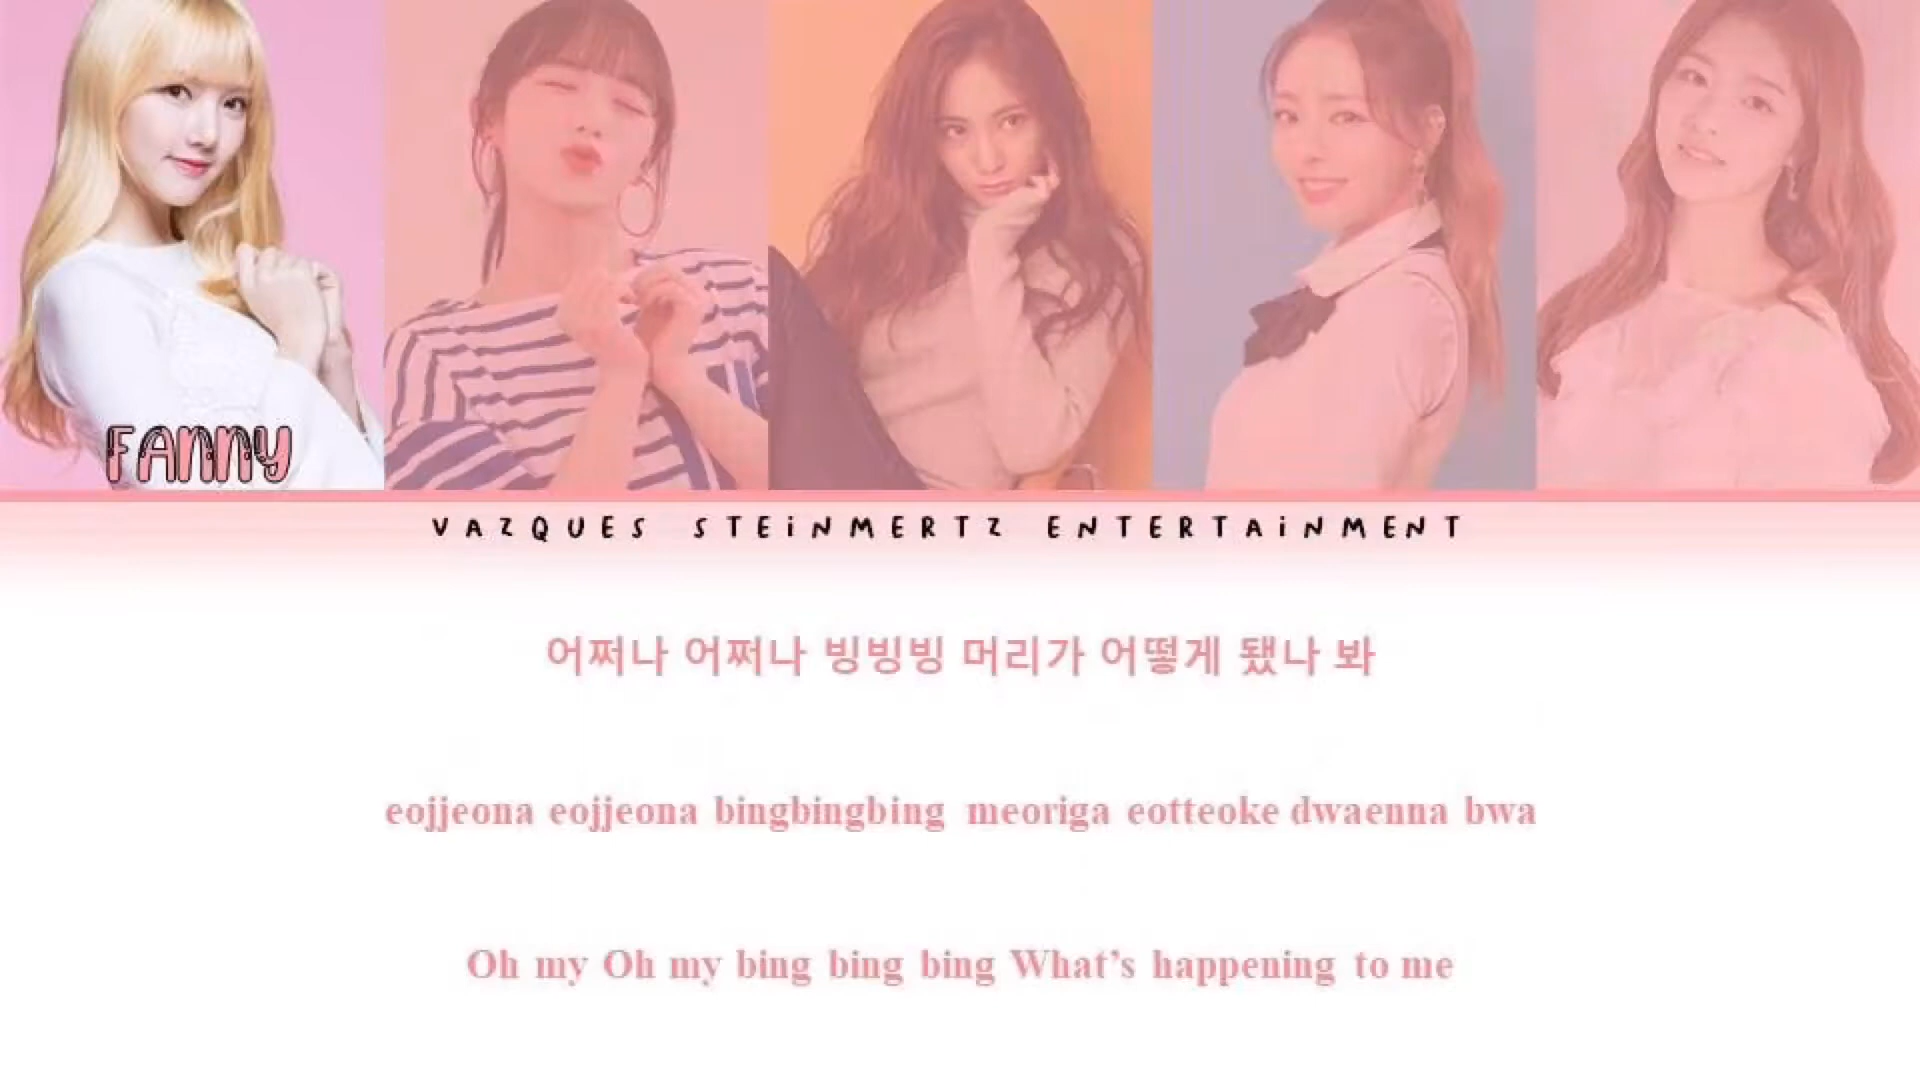 FANNY
VAZQUES STEiNMERTZ ENTERTAiNMENT
어쩌나 어쩌나 빙빙빙 머리가 어떻게 됐나 봐
eojjeona eojjeona bingbingbing meoriga eotteoke dwaenna bwa
Oh my Oh my bing bing bing What’s happening to me